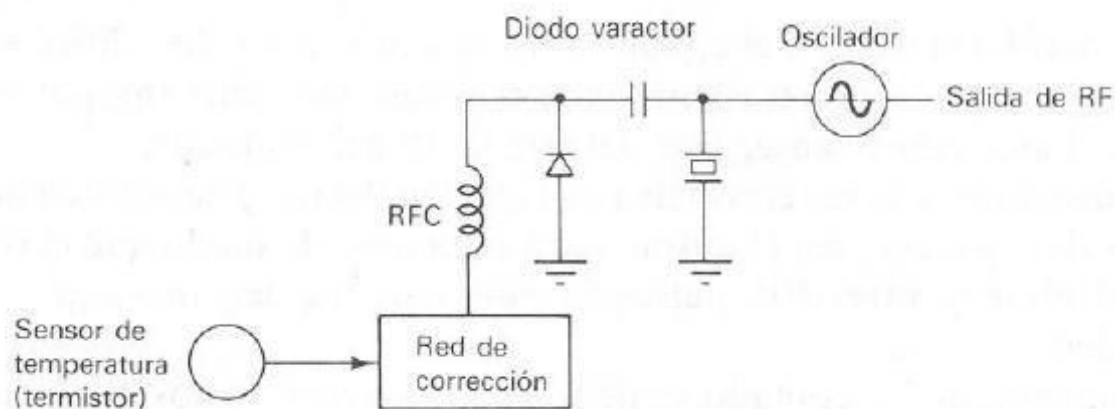 Diodo varactor
Oscilador
Salida de RF
RFC
Sensor de
temperatura
(termistor)
Red de
corrección